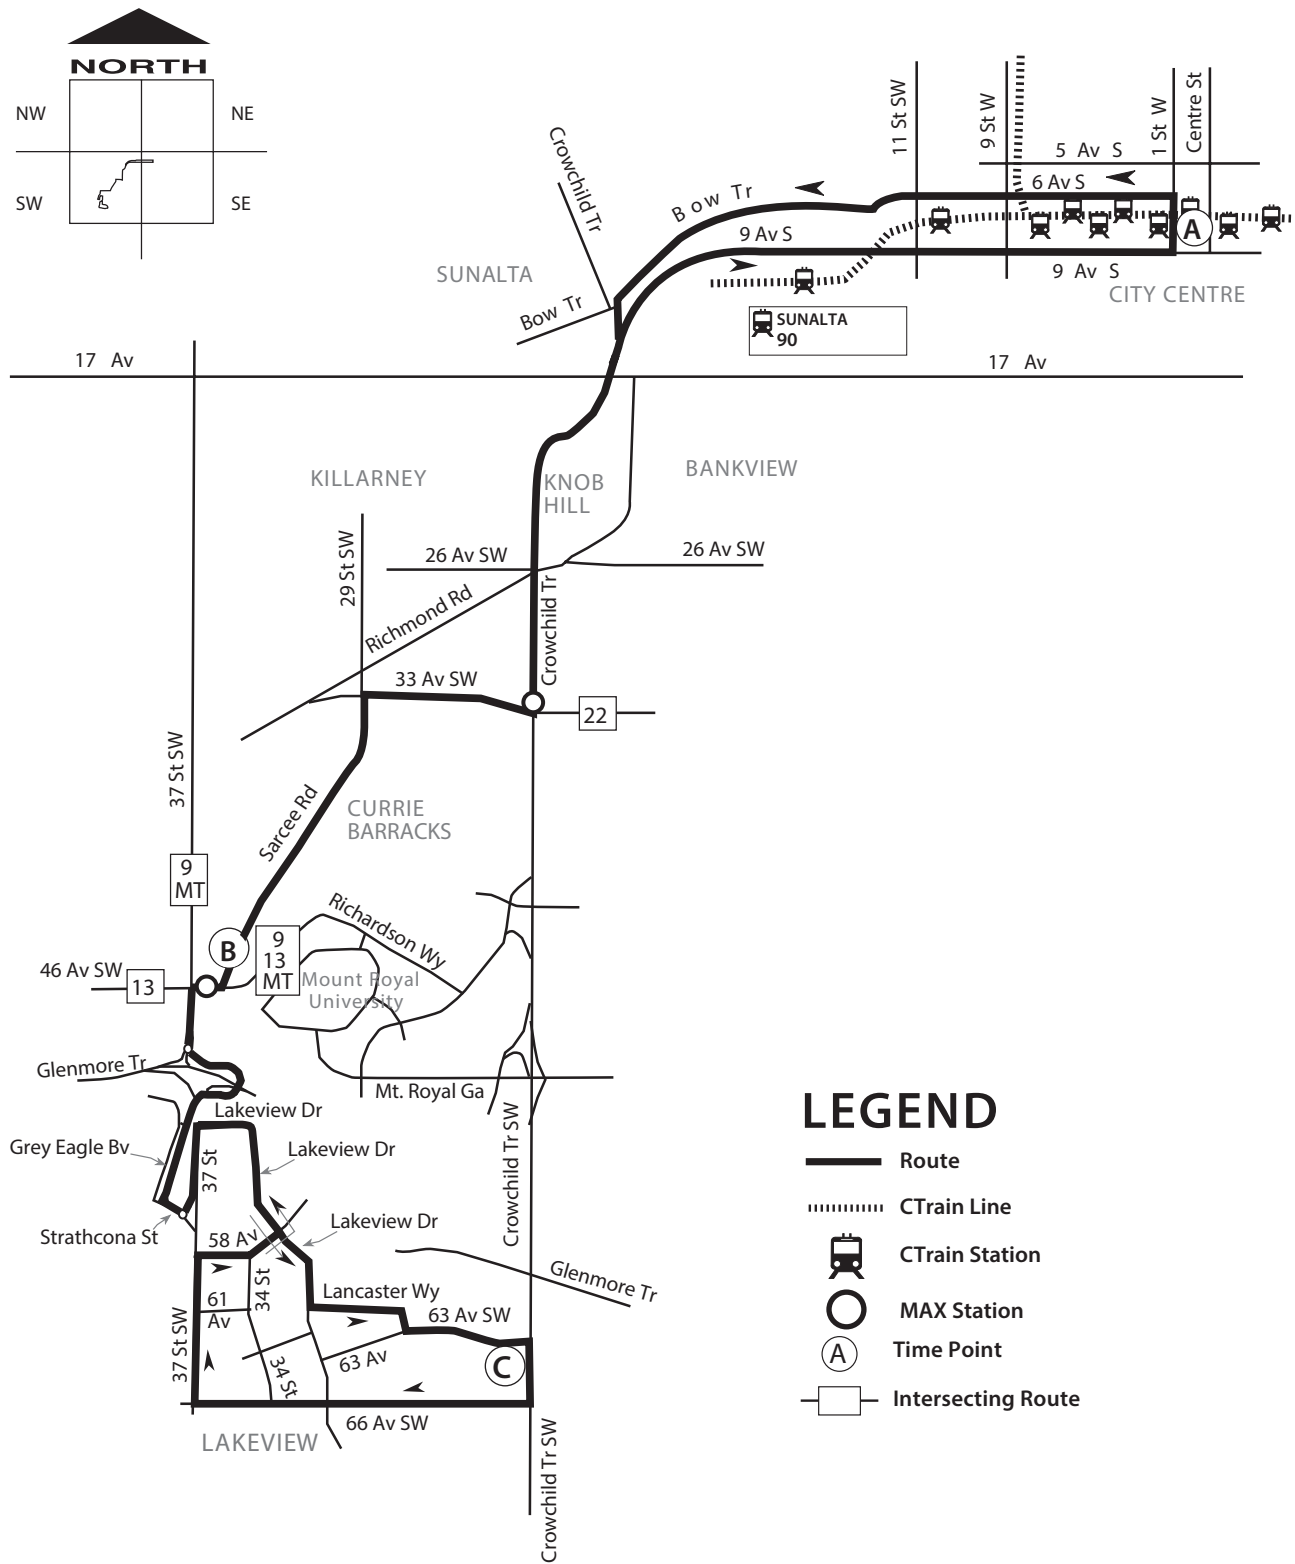 NORTH
NW
NE
SW
SE
11 St SW
9 St W
1 St W
Centre St
5 Av S
6 Av S
Crowchild Tr
Bow Tr
9 Av S
A
9 Av S
CITY CENTRE
SUNALTA
Bow Tr
SUNALTA
90
17 Av
17 Av
KILLARNEY
KNOB
HILL
BANKVIEW
29 St SW
26 Av SW
26 Av SW
Richmond Rd
Crowchild Tr
33 Av SW
22
37 St SW
Sarcee Rd
CURRIE
BARRACKS
9
MT
Richardson Wy
B
9
13
MT
46 Av SW
13
Mount Royal
University
Glenmore Tr
Mt. Royal Ga
Lakeview Dr
Crowchild Tr SW
Grey Eagle Bv
37 St
Lakeview Dr
Strathcona St
58 Av
Lakeview Dr
Glenmore Tr
34 St
Lancaster Wy
61
Av
63 Av SW
37 St SW
34 St
63 Av
C
66 Av SW
LAKEVIEW
Crowchild Tr SW
LEGEND
Route
CTrain Line
CTrain Station
MAX Station
A
Time Point
Intersecting Route